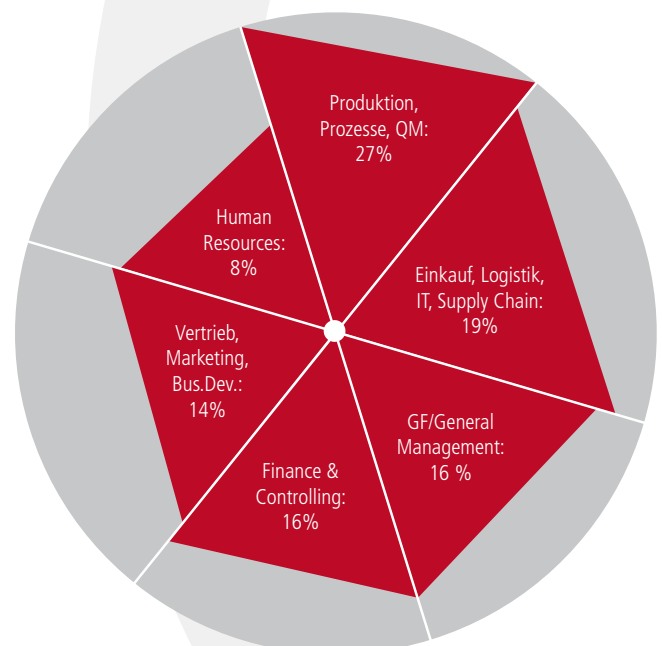 Produktion,
Prozesse, QM:
27%
Einkauf, Logistik,
IT, Supply Chain:
19%
GF/General
Management:
16 %
Finance &
Controlling:
16%
Vertrieb,
Marketing,
Bus.Dev.:
14%
Human
Resources:
8%